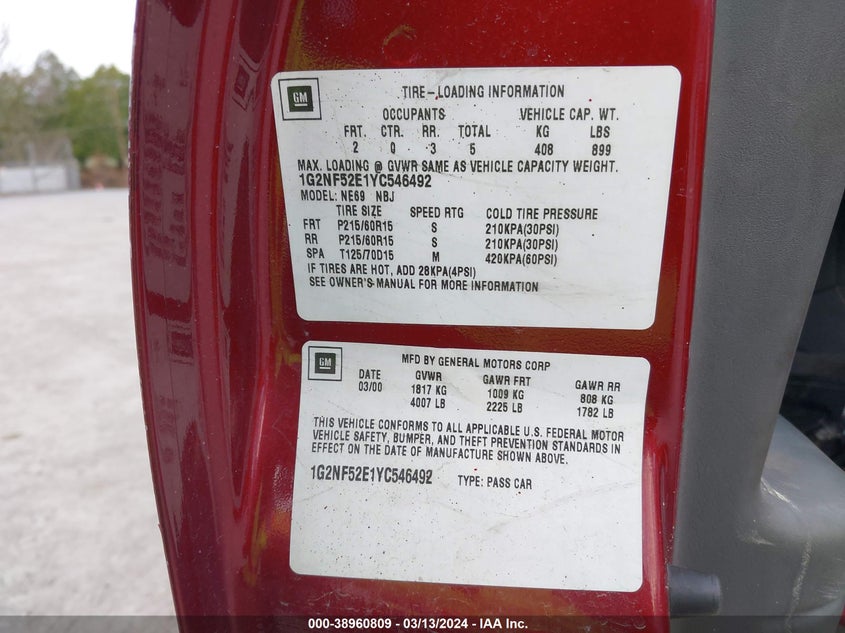 GM
TIRE-LOADING INFORMATION
OCCUPANTS VEHICLE CAP. WT.
FRT. CTR. RR. TOTAL KG LBS
2 0 3 5 408 899
MAX. LOADING @ GVWR SAME AS VEHICLE CAPACITY WEIGHT.
1G2NF52E1YC546492
MODEL: NE69 NBJ
TIRE SIZE SPEED RTG COLD TIRE PRESSURE
FRT P215/60R15 S 210KPA(30PSI)
RR P215/60R15 S 210KPA(30PSI)
SPA T125/70D15 M 420KPA(60PSI)
IF TIRES ARE HOT, ADD 28KPA(4PSI)
SEE OWNER'S MANUAL FOR MORE INFORMATION
GM
MFD BY GENERAL MOTORS CORP
DATE GVWR GAWR FRT GAWR RR
03/00 1817 KG 1009 KG 808 KG
4007 LB 2225 LB 1782 LB
THIS VEHICLE CONFORMS TO ALL APPLICABLE U.S. FEDERAL MOTOR
VEHICLE SAFETY, BUMPER, AND THEFT PREVENTION STANDARDS IN
EFFECT ON THE DATE OF MANUFACTURE SHOWN ABOVE.
1G2NF52E1YC546492 TYPE: PASS CAR
000-38960809 - 03/13/2024 - IAA Inc.